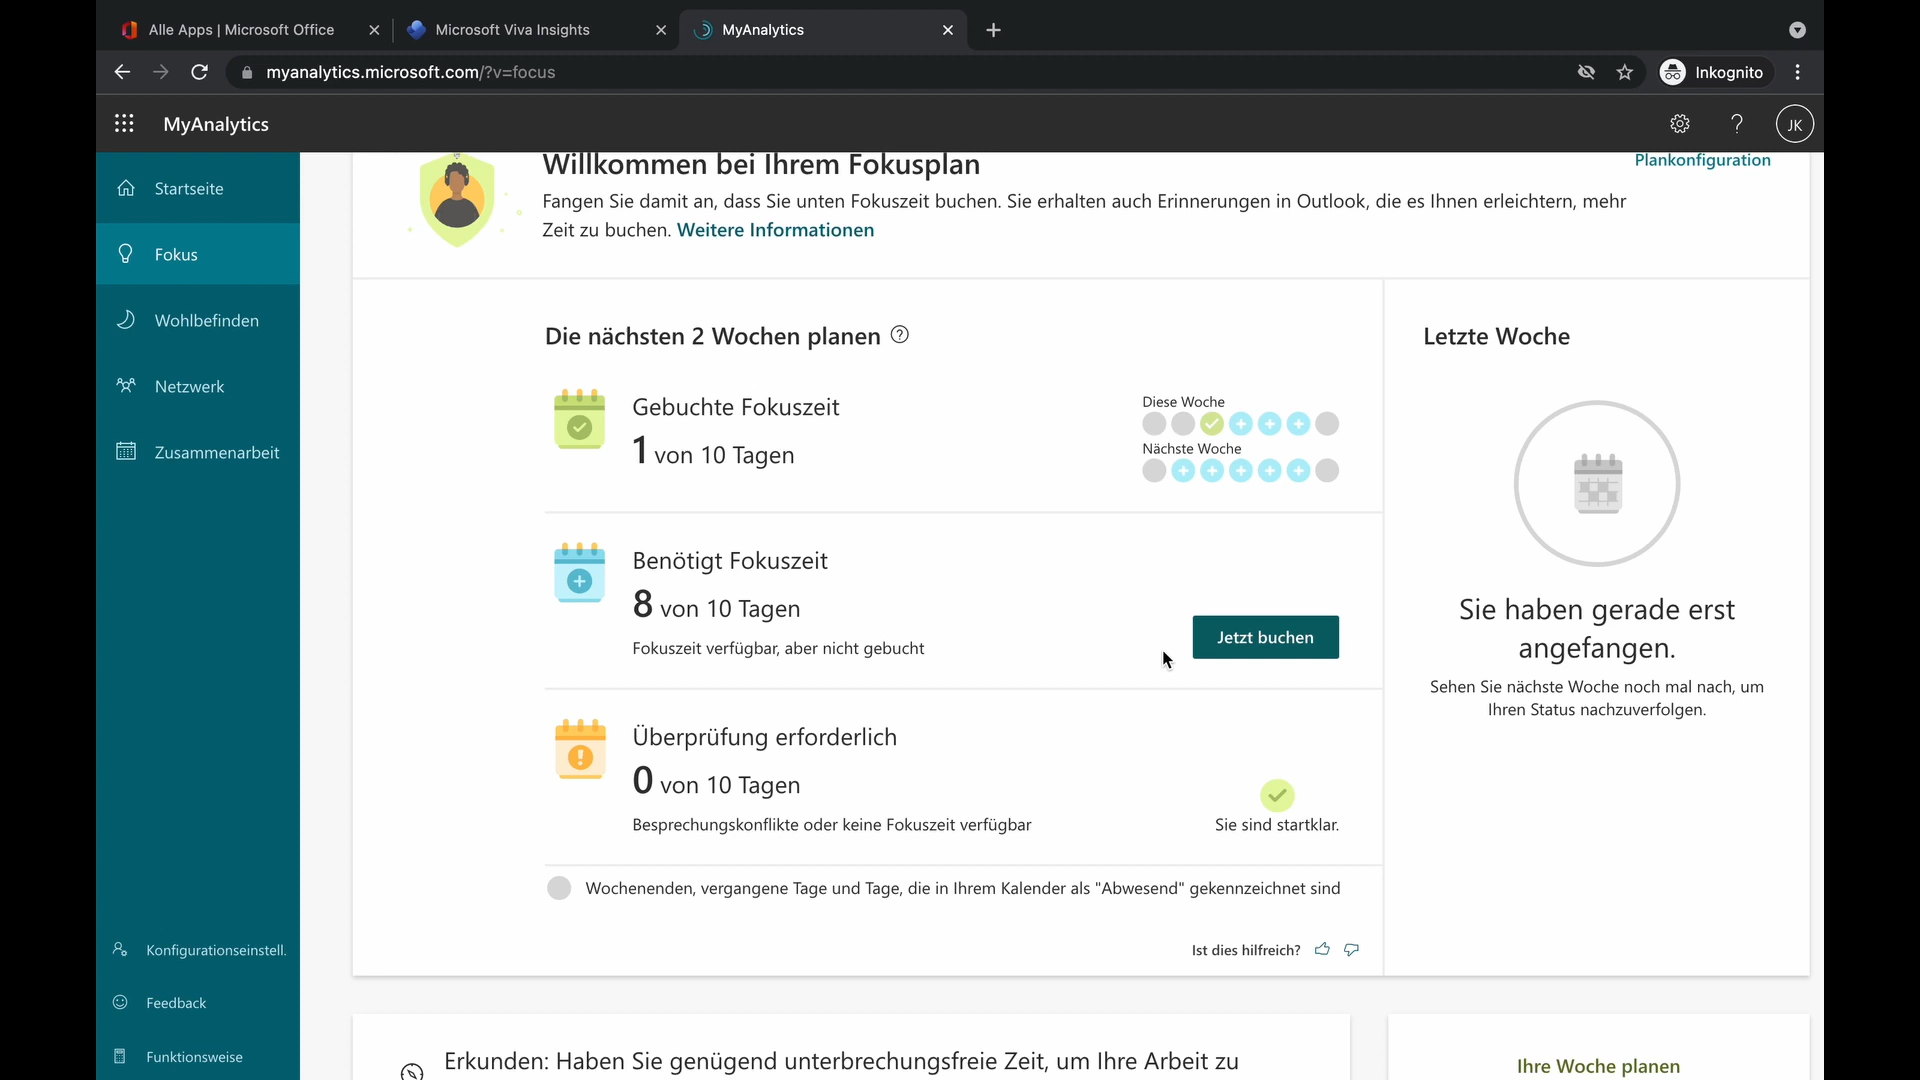 Alle Apps | Microsoft Office
Microsoft Viva Insights
MyAnalytics
myanalytics.microsoft.com/?v=focus
Inkognito
MyAnalytics
JK
Startseite
Fokus
Wohlbefinden
Netzwerk
Zusammenarbeit
Konfigurationseinstell.
Feedback
Funktionsweise
Willkommen bei Ihrem Fokusplan
Plankonfiguration
Fangen Sie damit an, dass Sie unten Fokuszeit buchen. Sie erhalten auch Erinnerungen in Outlook, die es Ihnen erleichtern, mehr
Zeit zu buchen. Weitere Informationen
Die nächsten 2 Wochen planen
Gebuchte Fokuszeit
1 von 10 Tagen
Diese Woche
Nächste Woche
Benötigt Fokuszeit
8 von 10 Tagen
Fokuszeit verfügbar, aber nicht gebucht
Jetzt buchen
Überprüfung erforderlich
0 von 10 Tagen
Besprechungskonflikte oder keine Fokuszeit verfügbar
Sie sind startklar.
Wochenenden, vergangene Tage und Tage, die in Ihrem Kalender als "Abwesend" gekennzeichnet sind
Ist dies hilfreich?
Letzte Woche
Sie haben gerade erst
angefangen.
Sehen Sie nächste Woche noch mal nach, um
Ihren Status nachzuverfolgen.
Erkunden: Haben Sie genügend unterbrechungsfreie Zeit, um Ihre Arbeit zu
Ihre Woche planen